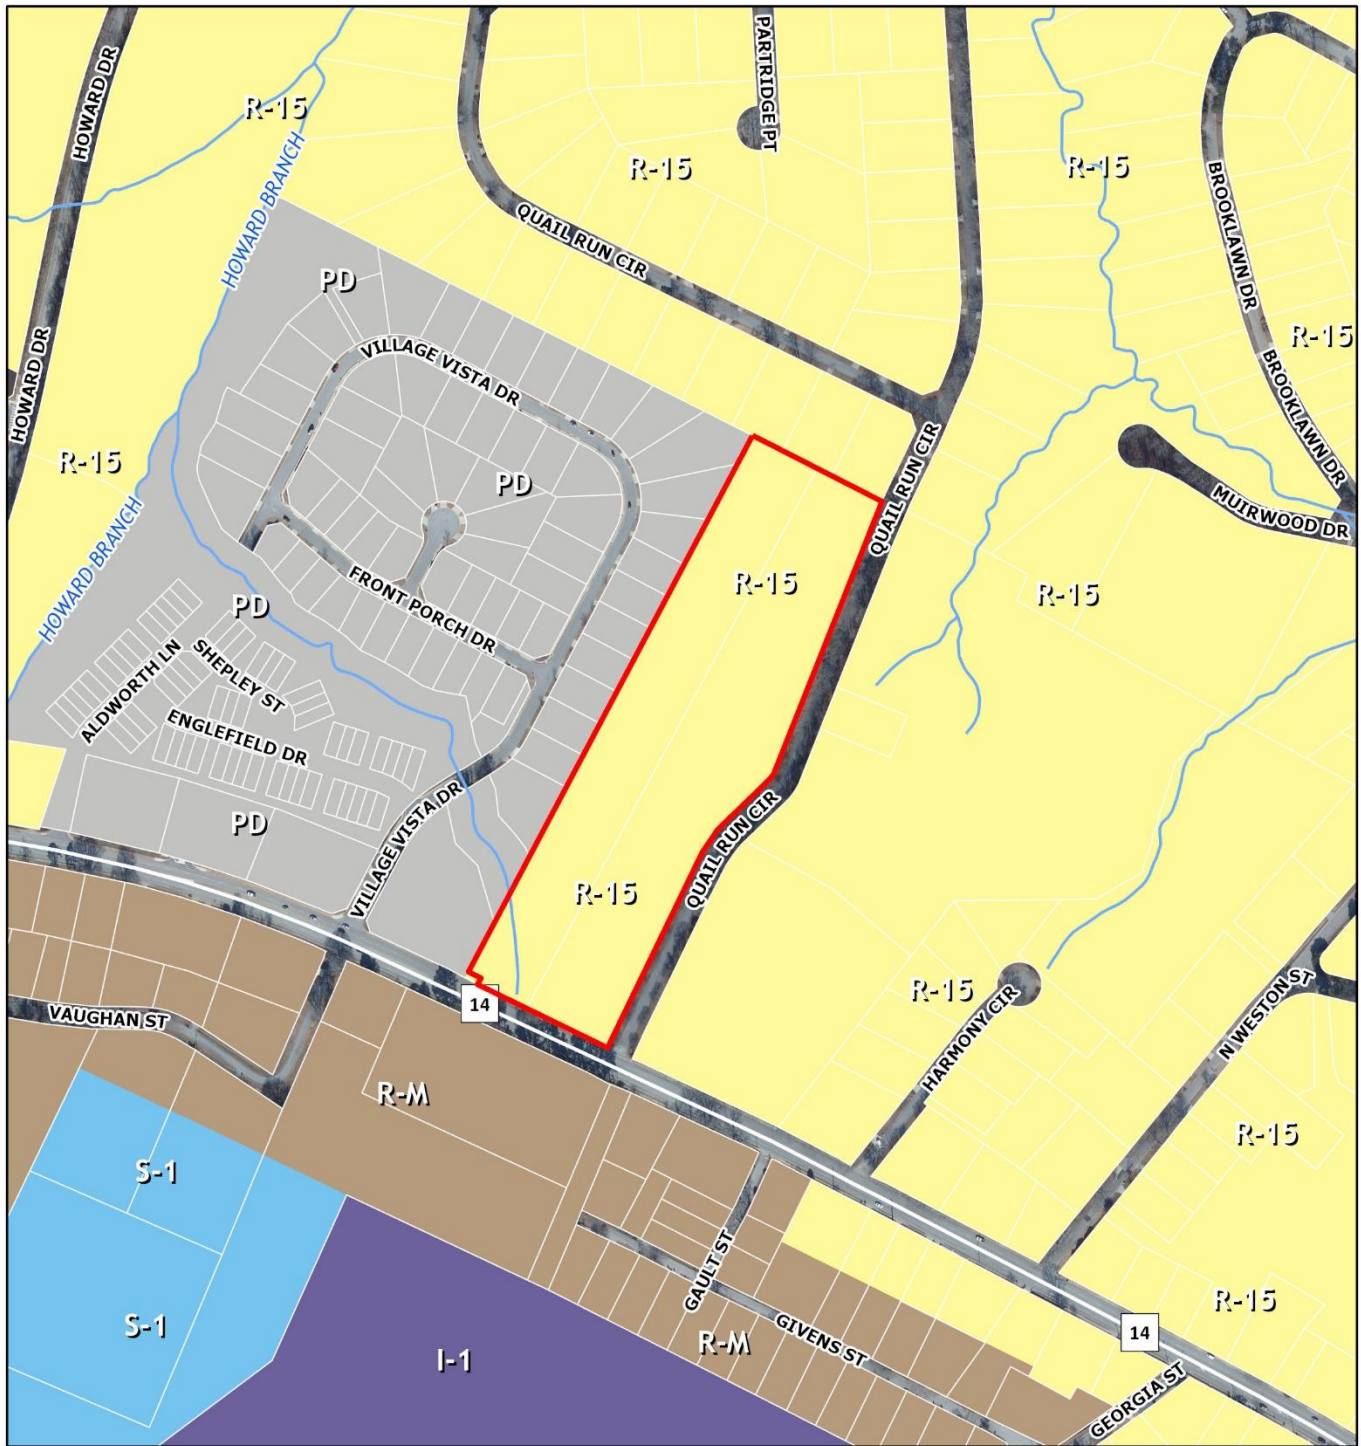 PARTRIDGE PT
HOWARD DR
R-15
HOWARD BRANCH
R-15
R-15
BROOKLAWN DR
QUAIL RUN CIR
PD
VILLAGE VISTA DR
HOWARD DR
R-15
BROOKLAWN DR
R-15
PD
QUAIL RUN CIR
MUIRWOOD DR
HOWARD BRANCH
FRONT PORCH DR
PD
R-15
R-15
ALDWORTH LN
SHEPLEY ST
ENGLEFIELD DR
PD
VILLAGE VISTA DR
QUAIL RUN CIR
R-15
14
VAUGHAN ST
R-15
HARMONY CIR
N WESTON ST
R-M
R-15
S-1
GAULT ST
S-1
R-15
I-1
R-M
GIVENS ST
14
GEORGIA ST